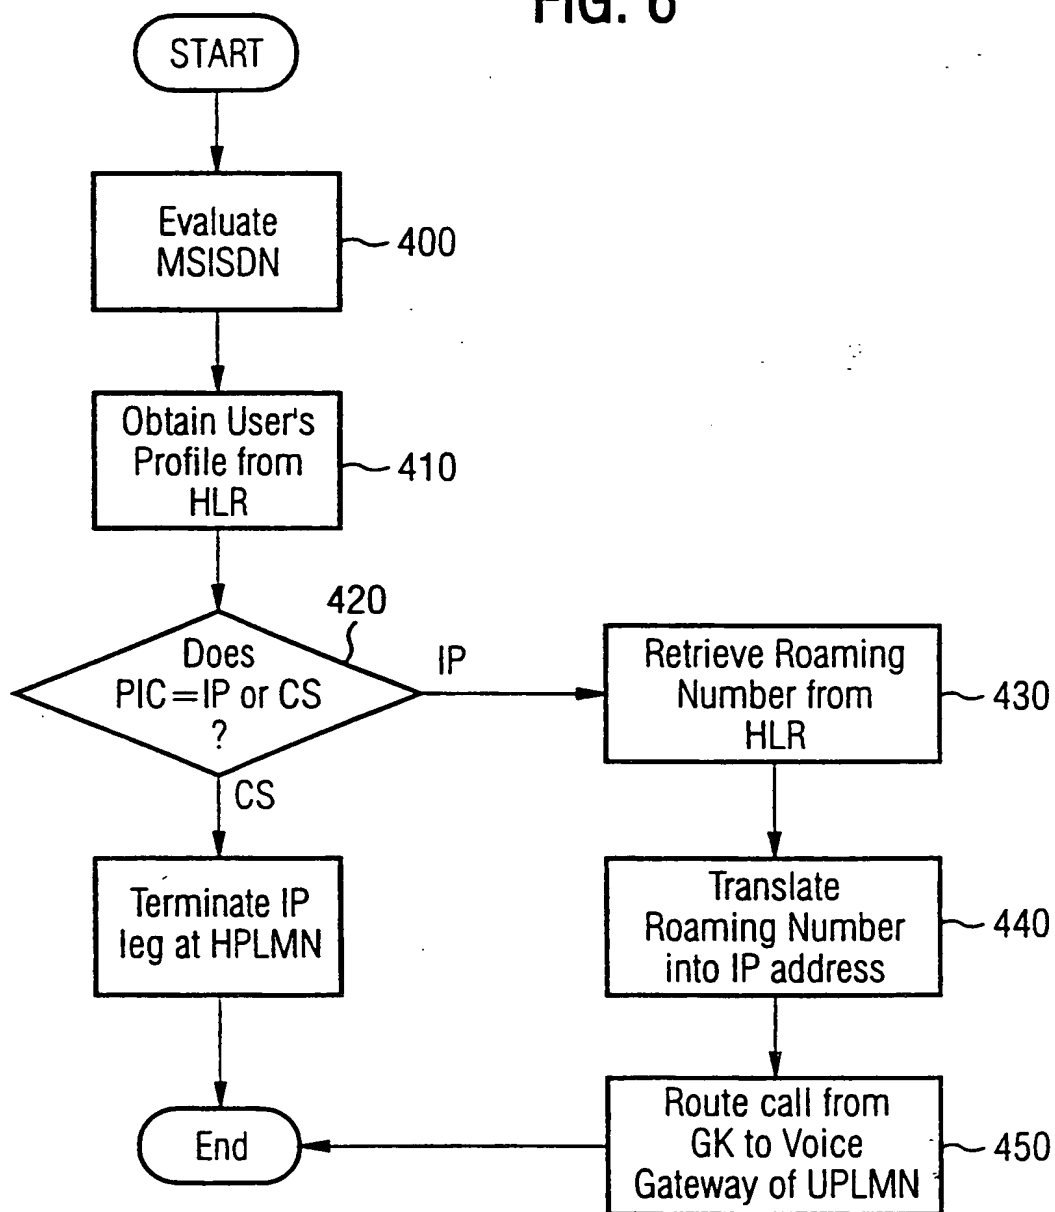 FIG. 6
START
Evaluate
MSISDN
400
Obtain User's
Profile from
HLR
410
420
Does
PIC=IP or CS
?
IP
CS
Retrieve Roaming
Number from
HLR
430
Terminate IP
leg at HPLMN
Translate
Roaming Number
into IP address
440
End
Route call from
GK to Voice
Gateway of UPLMN
450